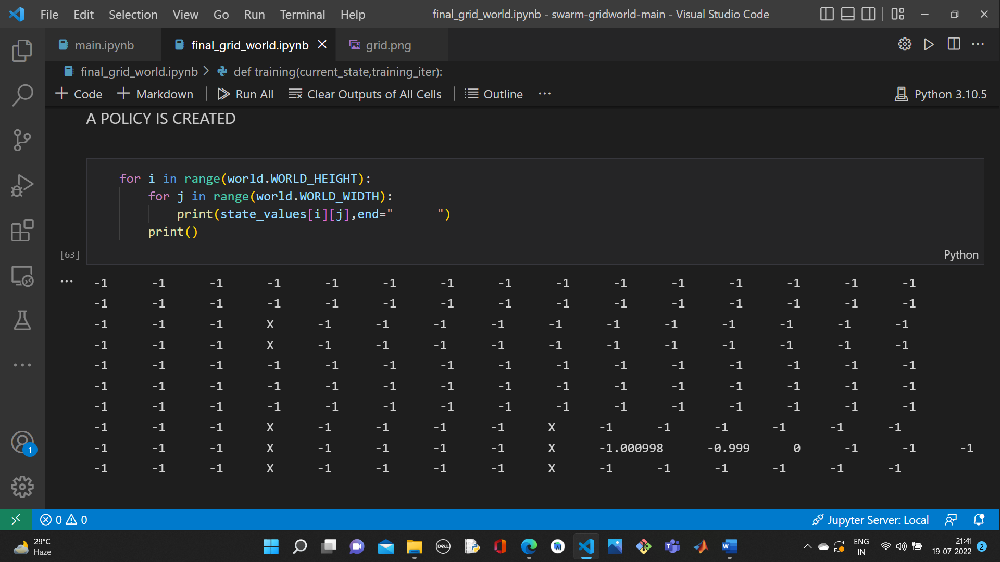 File Edit Selection View Go Run Terminal Help final_grid_world.ipynb - swarm-gridworld-main - Visual Studio Code
main.ipynb final_grid_world.ipynb grid.png
final_grid_world.ipynb > def training(current_state,training_iter):
+ Code + Markdown | Run All Clear Outputs of All Cells | Outline ... Python 3.10.5
A POLICY IS CREATED
for i in range(world.WORLD_HEIGHT):
    for j in range(world.WORLD_WIDTH):
        print(state_values[i][j],end="      ")
    print()
[63] Python
... -1 -1 -1 -1 -1 -1 -1 -1 -1 -1 -1 -1 -1 -1 -1
-1 -1 -1 -1 -1 -1 -1 -1 -1 -1 -1 -1 -1 -1 -1
-1 -1 -1 X -1 -1 -1 -1 -1 -1 -1 -1 -1 -1 -1
-1 -1 -1 X -1 -1 -1 -1 -1 -1 -1 -1 -1 -1 -1
-1 -1 -1 -1 -1 -1 -1 -1 -1 -1 -1 -1 -1 -1 -1
-1 -1 -1 -1 -1 -1 -1 -1 -1 -1 -1 -1 -1 -1 -1
-1 -1 -1 -1 -1 -1 -1 -1 -1 -1 -1 -1 -1 -1 -1
-1 -1 -1 X -1 -1 -1 -1 X -1 -1 -1 -1 -1 -1
-1 -1 -1 X -1 -1 -1 -1 X -1.000998 -0.999 0 -1 -1 -1
-1 -1 -1 X -1 -1 -1 -1 X -1 -1 -1 -1 -1 -1
1
0 0 Jupyter Server: Local
29°C ENG 21:41
Haze IN 19-07-2022 2
DELL